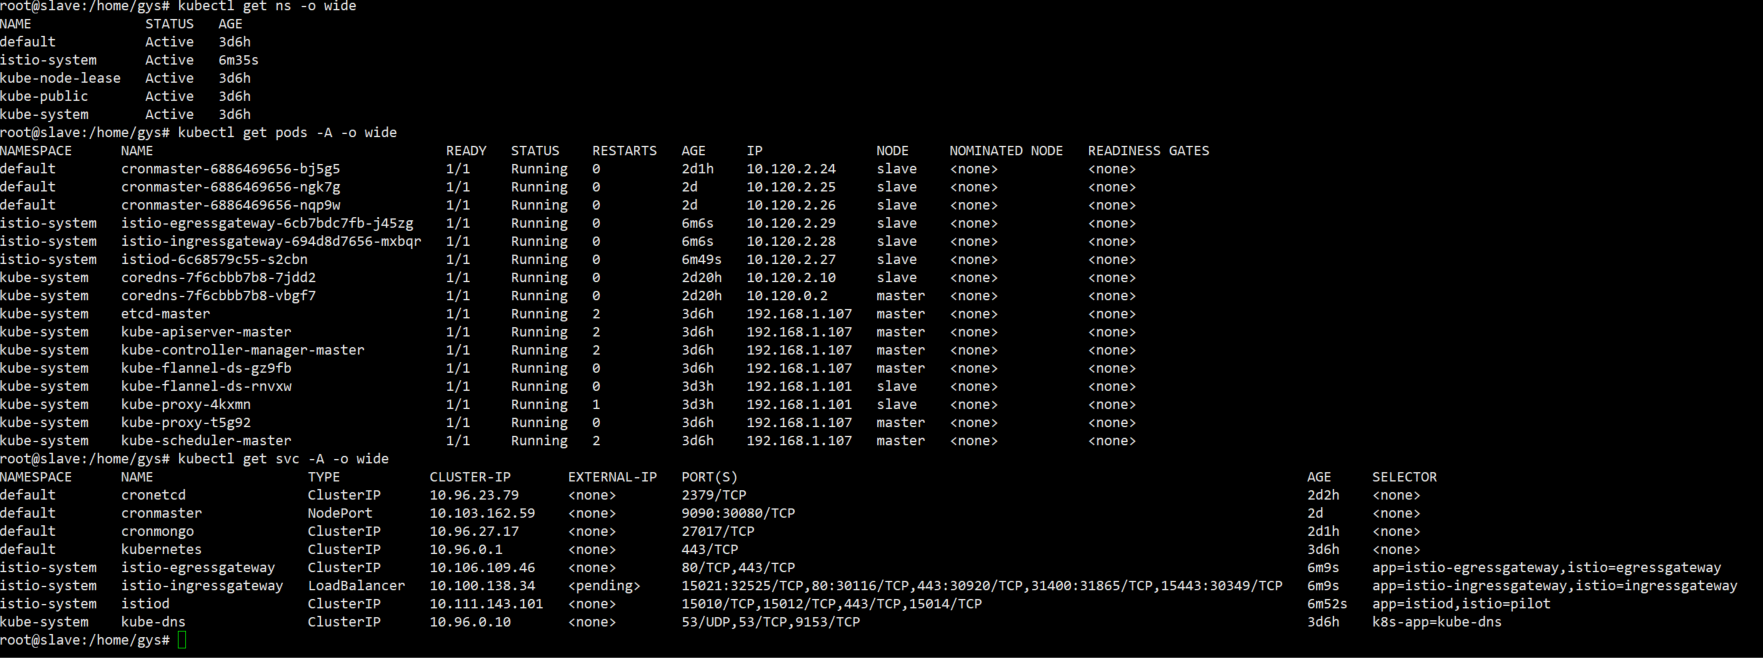 root@slave:/home/gys# kubectl get ns -o wide
NAME              STATUS   AGE
default           Active   3d6h
istio-system      Active   6m35s
kube-node-lease   Active   3d6h
kube-public       Active   3d6h
kube-system       Active   3d6h
root@slave:/home/gys# kubectl get pods -A -o wide
NAMESPACE      NAME                                    READY   STATUS    RESTARTS   AGE     IP              NODE     NOMINATED NODE   READINESS GATES
default        cronmaster-6886469656-bj5g5             1/1     Running   0          2d1h    10.120.2.24     slave    <none>           <none>
default        cronmaster-6886469656-ngk7g             1/1     Running   0          2d      10.120.2.25     slave    <none>           <none>
default        cronmaster-6886469656-nqp9w             1/1     Running   0          2d      10.120.2.26     slave    <none>           <none>
istio-system   istio-egressgateway-6cb7bdc7fb-j45zg    1/1     Running   0          6m6s    10.120.2.29     slave    <none>           <none>
istio-system   istio-ingressgateway-694d8d7656-mxbqr   1/1     Running   0          6m6s    10.120.2.28     slave    <none>           <none>
istio-system   istiod-6c68579c55-s2cbn                 1/1     Running   0          6m49s   10.120.2.27     slave    <none>           <none>
kube-system    coredns-7f6cbbb7b8-7jdd2                1/1     Running   0          2d20h   10.120.2.10     slave    <none>           <none>
kube-system    coredns-7f6cbbb7b8-vbgf7                1/1     Running   0          2d20h   10.120.0.2      master   <none>           <none>
kube-system    etcd-master                             1/1     Running   2          3d6h    192.168.1.107   master   <none>           <none>
kube-system    kube-apiserver-master                   1/1     Running   2          3d6h    192.168.1.107   master   <none>           <none>
kube-system    kube-controller-manager-master          1/1     Running   2          3d6h    192.168.1.107   master   <none>           <none>
kube-system    kube-flannel-ds-gz9fb                   1/1     Running   0          3d6h    192.168.1.107   master   <none>           <none>
kube-system    kube-flannel-ds-rnvxw                   1/1     Running   0          3d3h    192.168.1.101   slave    <none>           <none>
kube-system    kube-proxy-4kxmn                        1/1     Running   1          3d3h    192.168.1.101   slave    <none>           <none>
kube-system    kube-proxy-t5g92                        1/1     Running   0          3d6h    192.168.1.107   master   <none>           <none>
kube-system    kube-scheduler-master                   1/1     Running   2          3d6h    192.168.1.107   master   <none>           <none>
root@slave:/home/gys# kubectl get svc -A -o wide
NAMESPACE      NAME                   TYPE           CLUSTER-IP       EXTERNAL-IP   PORT(S)   AGE     SELECTOR
default        cronetcd               ClusterIP      10.96.23.79      <none>        2379/TCP   2d2h    <none>
default        cronmaster             NodePort       10.103.162.59    <none>        9090:30080/TCP   2d      <none>
default        cronmongo              ClusterIP      10.96.27.17      <none>        27017/TCP   2d1h    <none>
default        kubernetes             ClusterIP      10.96.0.1        <none>        443/TCP   3d6h    <none>
istio-system   istio-egressgateway    ClusterIP      10.106.109.46    <none>        80/TCP,443/TCP   6m9s    app=istio-egressgateway,istio=egressgateway
istio-system   istio-ingressgateway   LoadBalancer   10.100.138.34    <pending>     15021:32525/TCP,80:30116/TCP,443:30920/TCP,31400:31865/TCP,15443:30349/TCP   6m9s    app=istio-ingressgateway,istio=ingressgateway
istio-system   istiod                 ClusterIP      10.111.143.101   <none>        15010/TCP,15012/TCP,443/TCP,15014/TCP   6m52s   app=istiod,istio=pilot
kube-system    kube-dns               ClusterIP      10.96.0.10       <none>        53/UDP,53/TCP,9153/TCP   3d6h    k8s-app=kube-dns
root@slave:/home/gys#